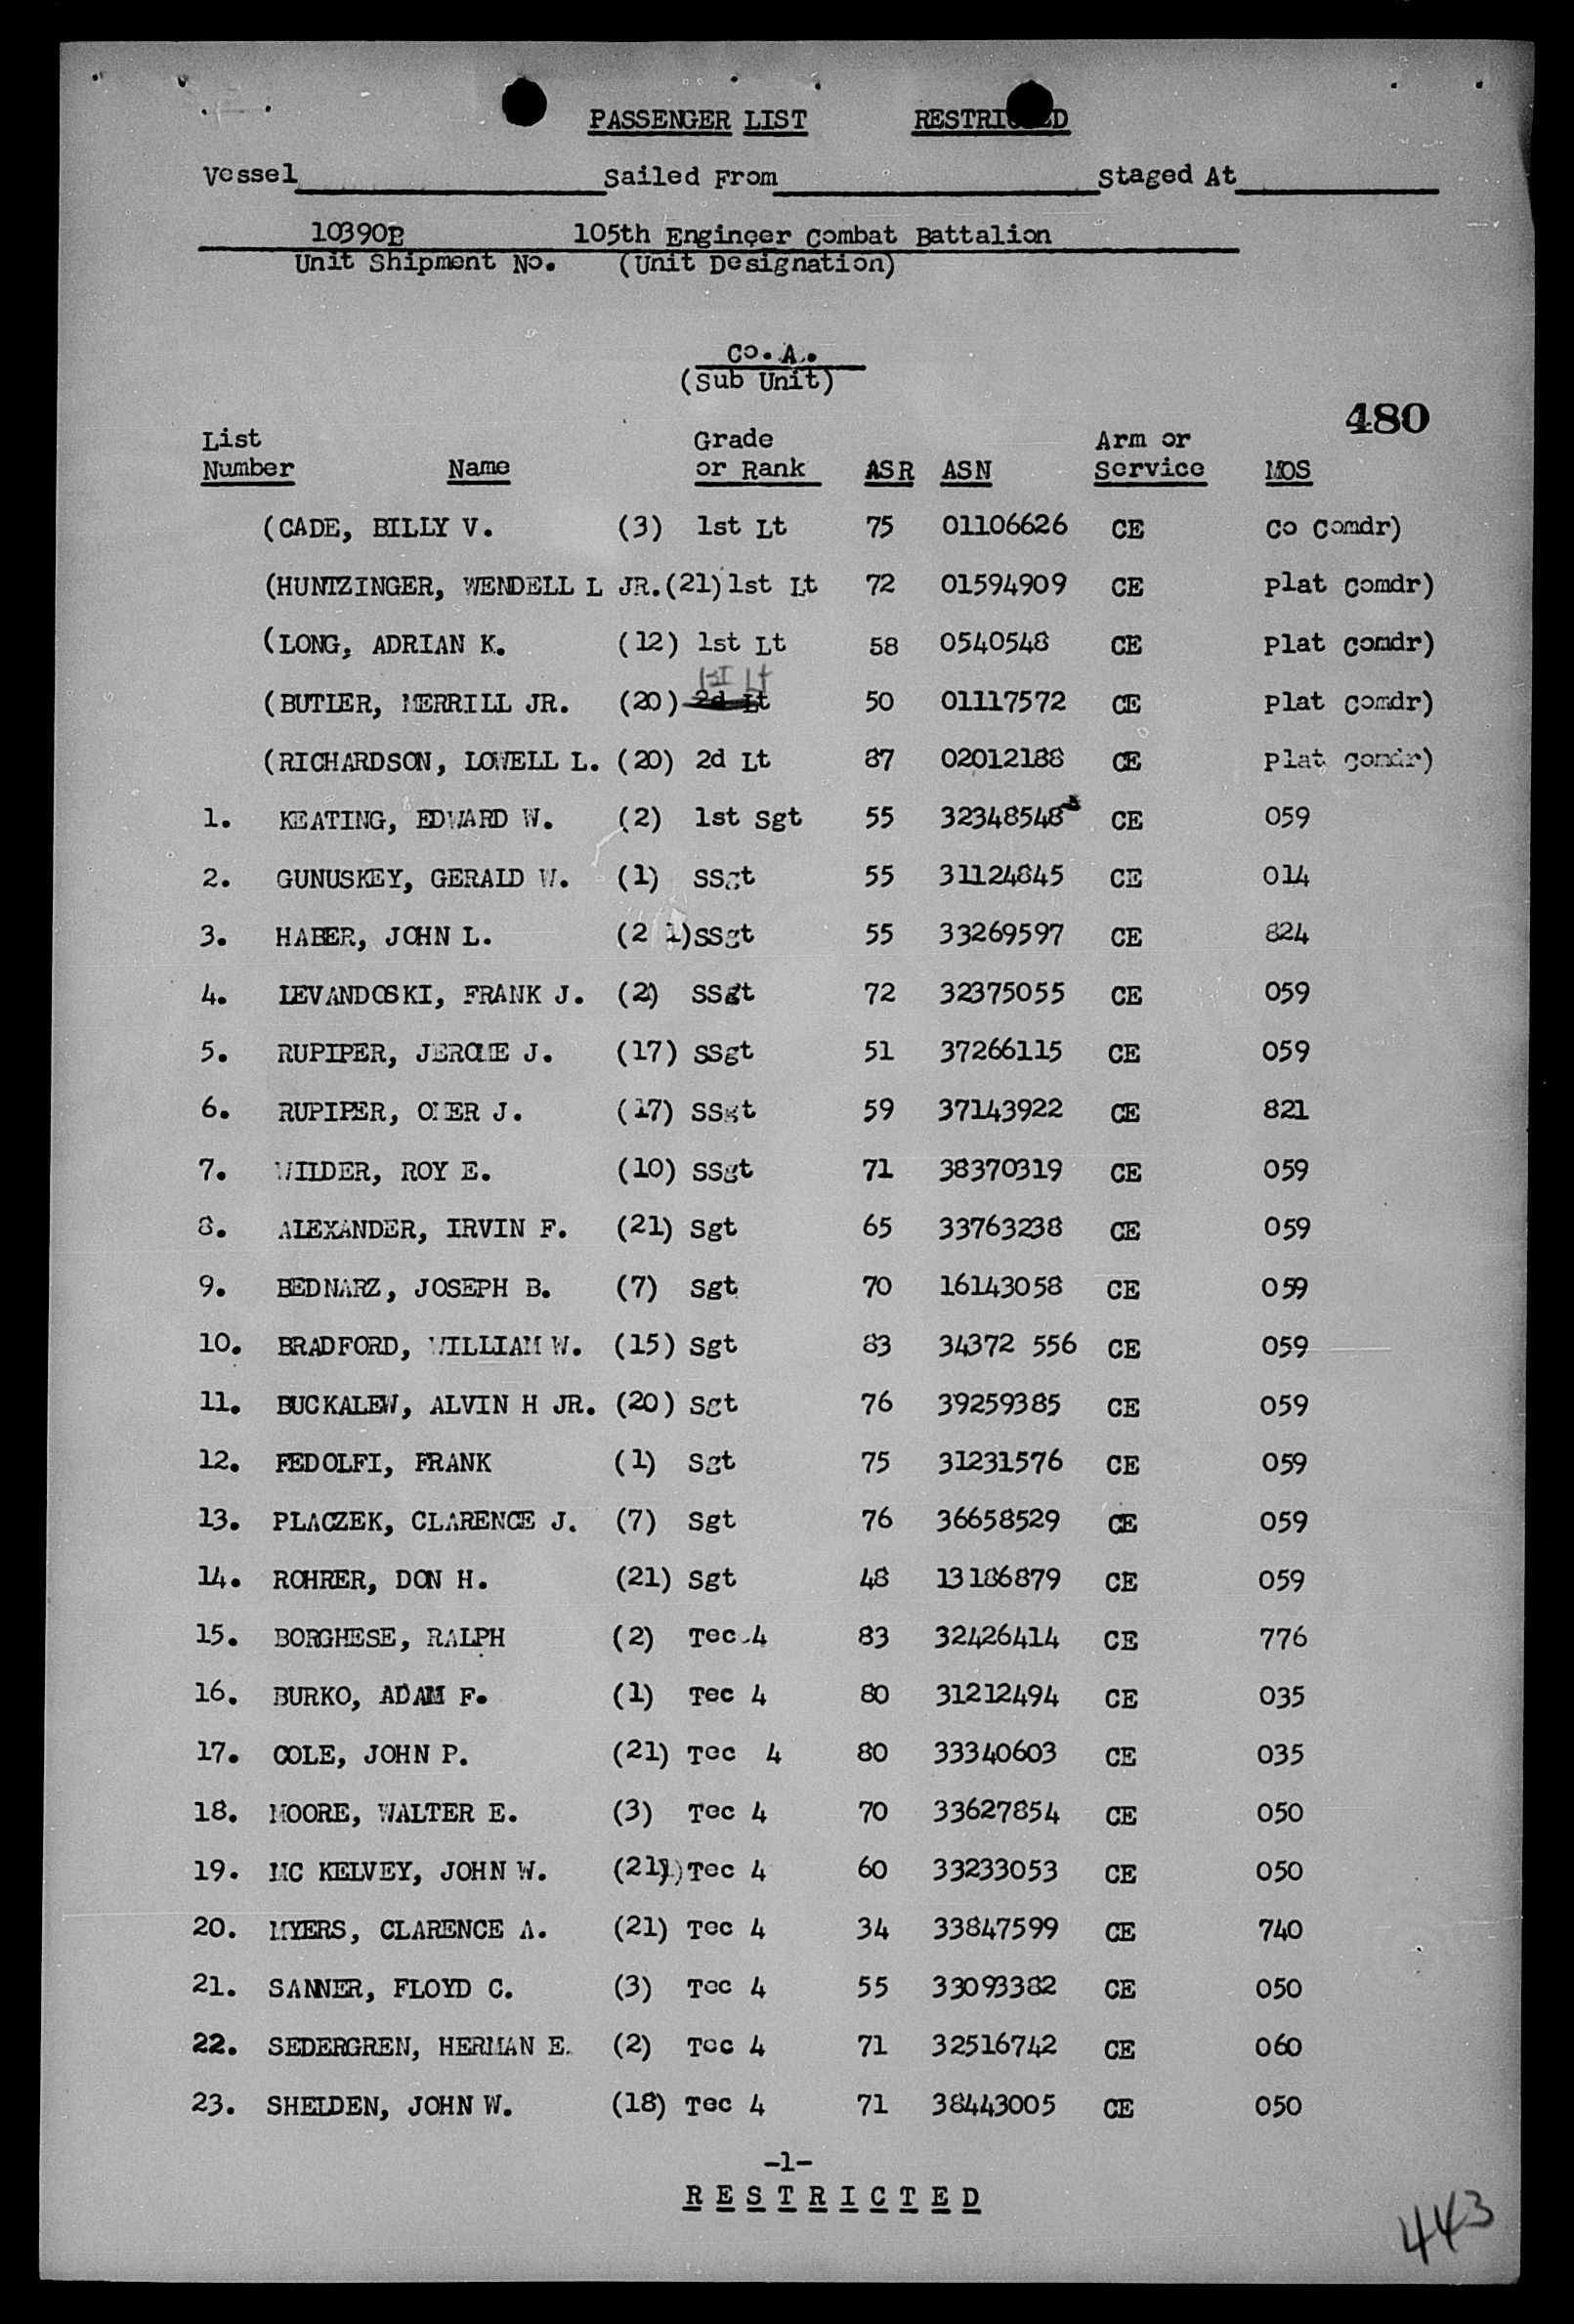 PASSENGER LIST RESTRICTED
Vessel Sailed From Staged At
10390P 105th Engineer Combat Battalion
Unit Shipment No. (Unit Designation)
Co. A.
(Sub Unit)
480
List Grade Arm or
Number Name or Rank ASR ASN Service MOS
(CADE, BILLY V. (3) 1st Lt 75 01106626 CE Co Comdr)
(HUNTZINGER, WENDELL L JR. (21) 1st Lt 72 01594909 CE Plat Comdr)
(LONG, ADRIAN K. (12) 1st Lt 58 0540548 CE Plat Comdr)
1st Lt
(BUTLER, MERRILL JR. (20) 2d Lt 50 01117572 CE Plat Comdr)
(RICHARDSON, LOWELL L. (20) 2d Lt 87 02012188 CE Plat Comdr)
1. KEATING, EDWARD W. (2) 1st Sgt 55 32348548 CE 059
2. GUNUSKEY, GERALD W. (1) SSgt 55 31124845 CE 014
3. HABER, JOHN L. (2 1) SSgt 55 33269597 CE 824
4. LEVANDOSKI, FRANK J. (2) SSgt 72 32375055 CE 059
5. RUPIPER, JEROME J. (17) SSgt 51 37266115 CE 059
6. RUPIPER, OMER J. (17) SSgt 59 37143922 CE 821
7. WILDER, ROY E. (10) SSgt 71 38370319 CE 059
8. ALEXANDER, IRVIN F. (21) Sgt 65 33763238 CE 059
9. BEDNARZ, JOSEPH B. (7) Sgt 70 16143058 CE 059
10. BRADFORD, WILLIAM W. (15) Sgt 83 34372 556 CE 059
11. BUCKALEW, ALVIN H JR. (20) Sgt 76 39259385 CE 059
12. FEDOLFI, FRANK (1) Sgt 75 31231576 CE 059
13. PLACZEK, CLARENCE J. (7) Sgt 76 36658529 CE 059
14. ROHRER, DON H. (21) Sgt 48 13186879 CE 059
15. BORGHESE, RALPH (2) Tec 4 83 32426414 CE 776
16. BURKO, ADAM F. (1) Tec 4 80 31212494 CE 035
17. COLE, JOHN P. (21) Tec 4 80 33340603 CE 035
18. MOORE, WALTER E. (3) Tec 4 70 33627854 CE 050
19. MC KELVEY, JOHN W. (21) Tec 4 60 33233053 CE 050
20. MYERS, CLARENCE A. (21) Tec 4 34 33847599 CE 740
21. SANNER, FLOYD C. (3) Tec 4 55 33093382 CE 050
22. SEDERGREN, HERMAN E. (2) Tec 4 71 32516742 CE 060
23. SHELDEN, JOHN W. (18) Tec 4 71 38443005 CE 050
-1-
RESTRICTED
443